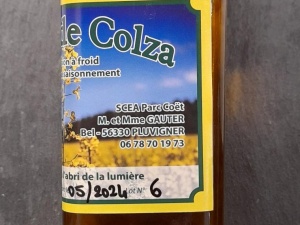 de Colza
n à froid
aisonnement
SCEA Parc Coët
M. et Mme GAUTER
Bel - 56330 PLUVIGNER
06 78 70 19 73
l'abri de la lumière
05/2024 Lot N° 6